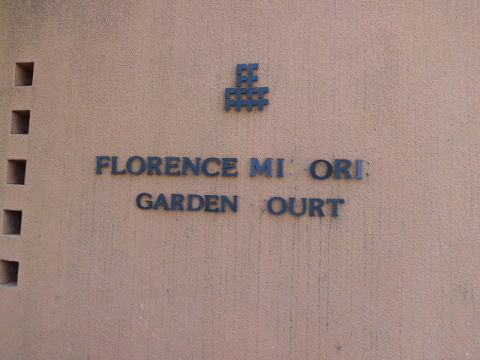 FLORENCE MI ORI
GARDEN OURT